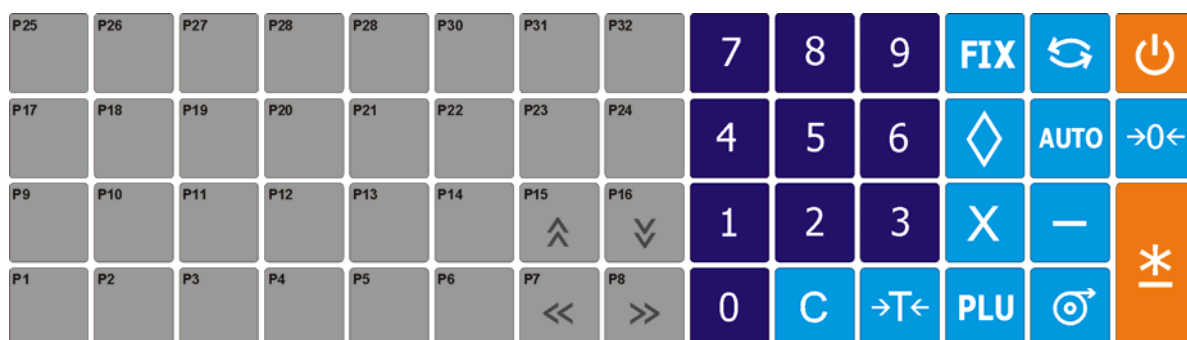 P25 P26 P27 P28 P28 P30 P31 P32 7 8 9 FIX
P17 P18 P19 P20 P21 P22 P23 P24 4 5 6 AUTO →0←
P9 P10 P11 P12 P13 P14 P15 P16 1 2 3 X –
P1 P2 P3 P4 P5 P6 P7 << P8 >> 0 C →T← PLU *